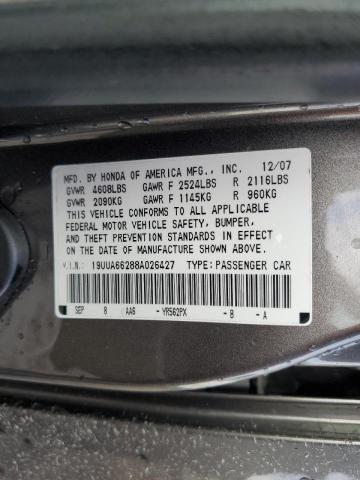 MFD. BY HONDA OF AMERICA MFG., INC. 12/07
GVWR 4608LBS GAWR F 2524LBS R 2116LBS
GVWR 2090KG GAWR F 1145KG R 960KG
THIS VEHICLE CONFORMS TO ALL APPLICABLE
FEDERAL MOTOR VEHICLE SAFETY, BUMPER,
AND THEFT PREVENTION STANDARDS IN
EFFECT ON THE DATE OF MANUFACTURE SHOWN ABOVE.
V.I.N.: 19UUA66288A026427 TYPE: PASSENGER CAR
SEP 8 AA6 - YR562PX - B - A